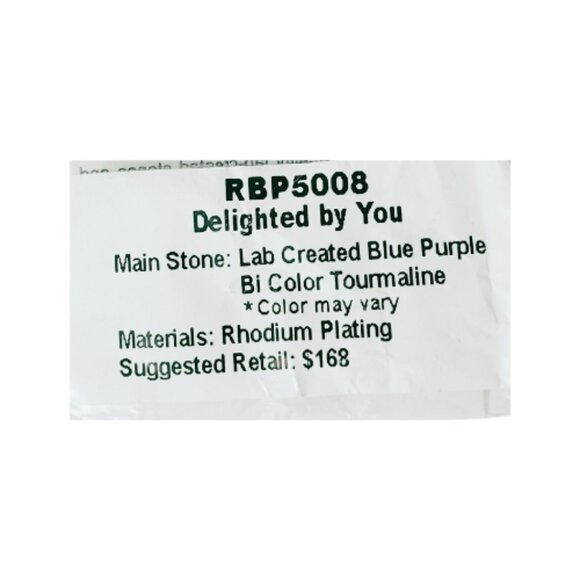 RBP5008
Delighted by You
Main Stone: Lab Created Blue Purple
Bi Color Tourmaline
*Color may vary
Materials: Rhodium Plating
Suggested Retail: $168